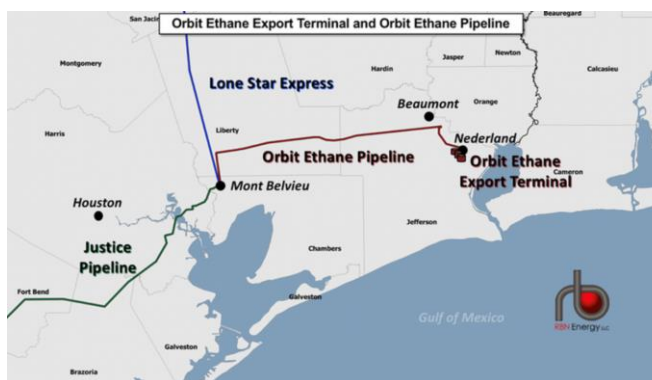 Orbit Ethane Export Terminal and Orbit Ethane Pipeline
San Jacinto
Beauregard
Newton
Jasper
Montgomery
Hardin
Calcasieu
Lone Star Express
Orange
Beaumont
Harris
Liberty
Nederland
Orbit Ethane Pipeline
Orbit Ethane
Export Terminal
Cameron
Mont Belvieu
Houston
Jefferson
Justice
Pipeline
Chambers
Fort Bend
Galveston
Gulf of Mexico
rb
KBN Energy LLC
Galveston
Brazoria